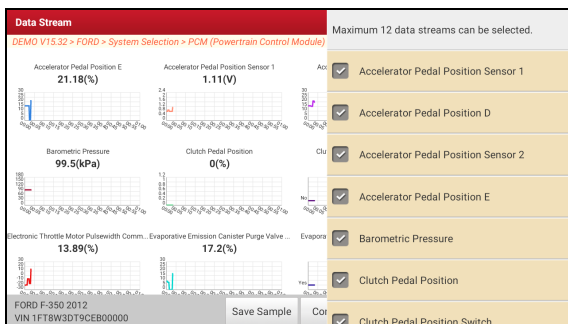 Data Stream
DEMO V15.32 > FORD > System Selection > PCM (Powertrain Control Module)
Accelerator Pedal Position E
21.18(%)
Accelerator Pedal Position Sensor 1
1.11(V)
Barometric Pressure
99.5(kPa)
Clutch Pedal Position
0(%)
Clu
No
Electronic Throttle Motor Pulsewidth Comm...
13.89(%)
Evaporative Emission Canister Purge Valve ...
17.2(%)
Evapora
Yes
FORD F-350 2012
VIN 1FT8W3DT9CEB00000
Save Sample
Maximum 12 data streams can be selected.
Accelerator Pedal Position Sensor 1
Accelerator Pedal Position D
Accelerator Pedal Position Sensor 2
Accelerator Pedal Position E
Barometric Pressure
Clutch Pedal Position
Clutch Pedal Position Switch